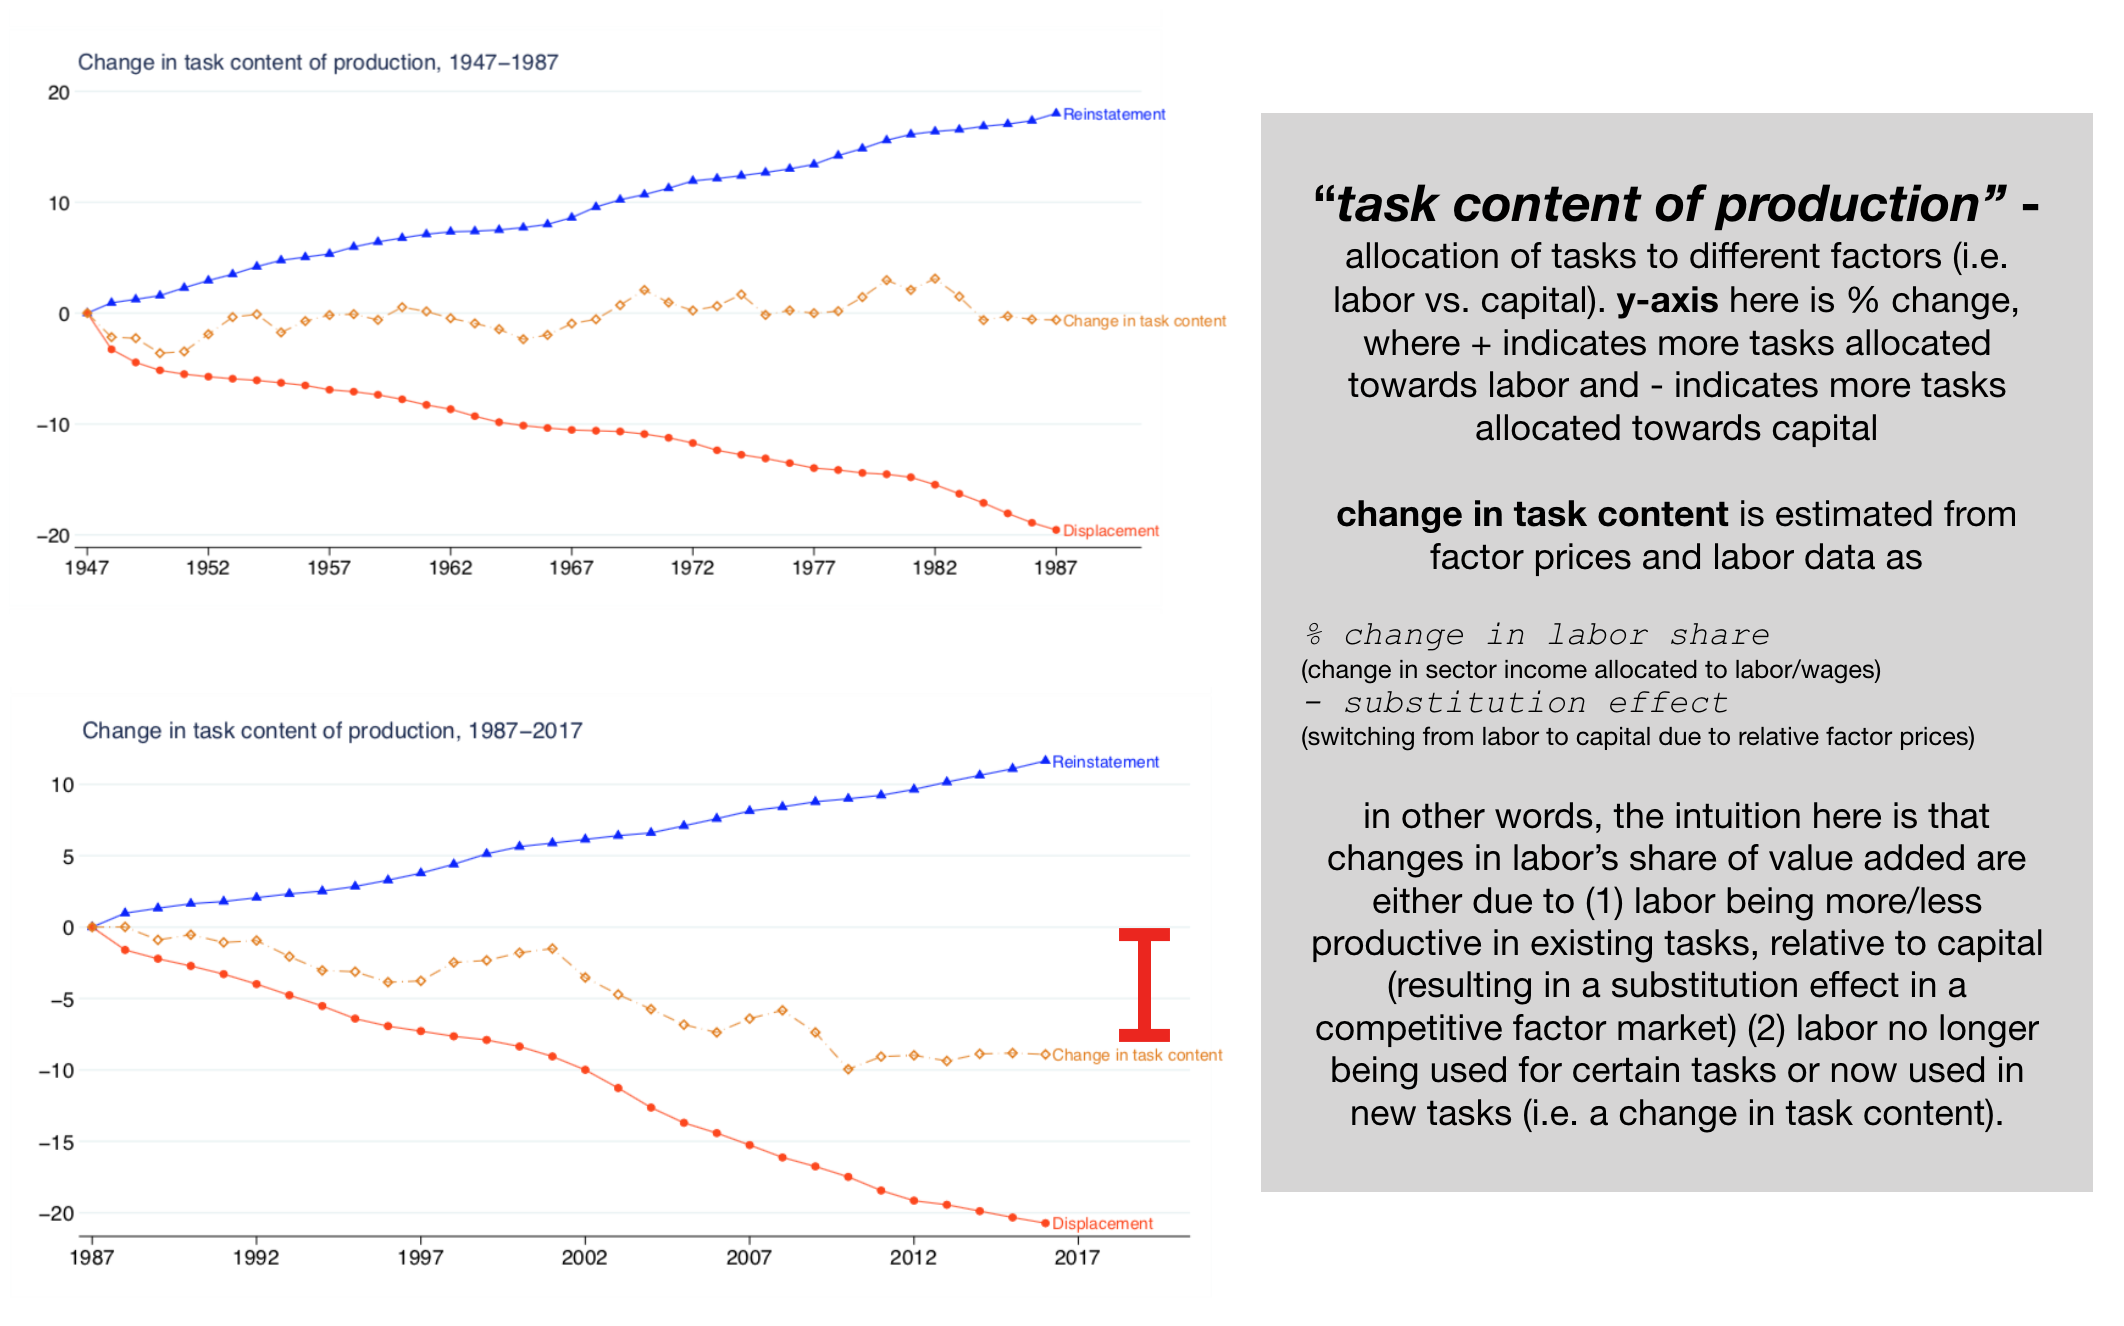 Change in task content of production, 1947–1987
20
10
0
–10
–20
Reinstatement
Change in task content
Displacement
1947 1952 1957 1962 1967 1972 1977 1982 1987
Change in task content of production, 1987–2017
10
5
0
–5
–10
–15
–20
Reinstatement
Change in task content
Displacement
1987 1992 1997 2002 2007 2012 2017
“task content of production” -
allocation of tasks to different factors (i.e.
labor vs. capital). y-axis here is % change,
where + indicates more tasks allocated
towards labor and - indicates more tasks
allocated towards capital
change in task content is estimated from
factor prices and labor data as
% change in labor share
(change in sector income allocated to labor/wages)
- substitution effect
(switching from labor to capital due to relative factor prices)
in other words, the intuition here is that
changes in labor’s share of value added are
either due to (1) labor being more/less
productive in existing tasks, relative to capital
(resulting in a substitution effect in a
competitive factor market) (2) labor no longer
being used for certain tasks or now used in
new tasks (i.e. a change in task content).